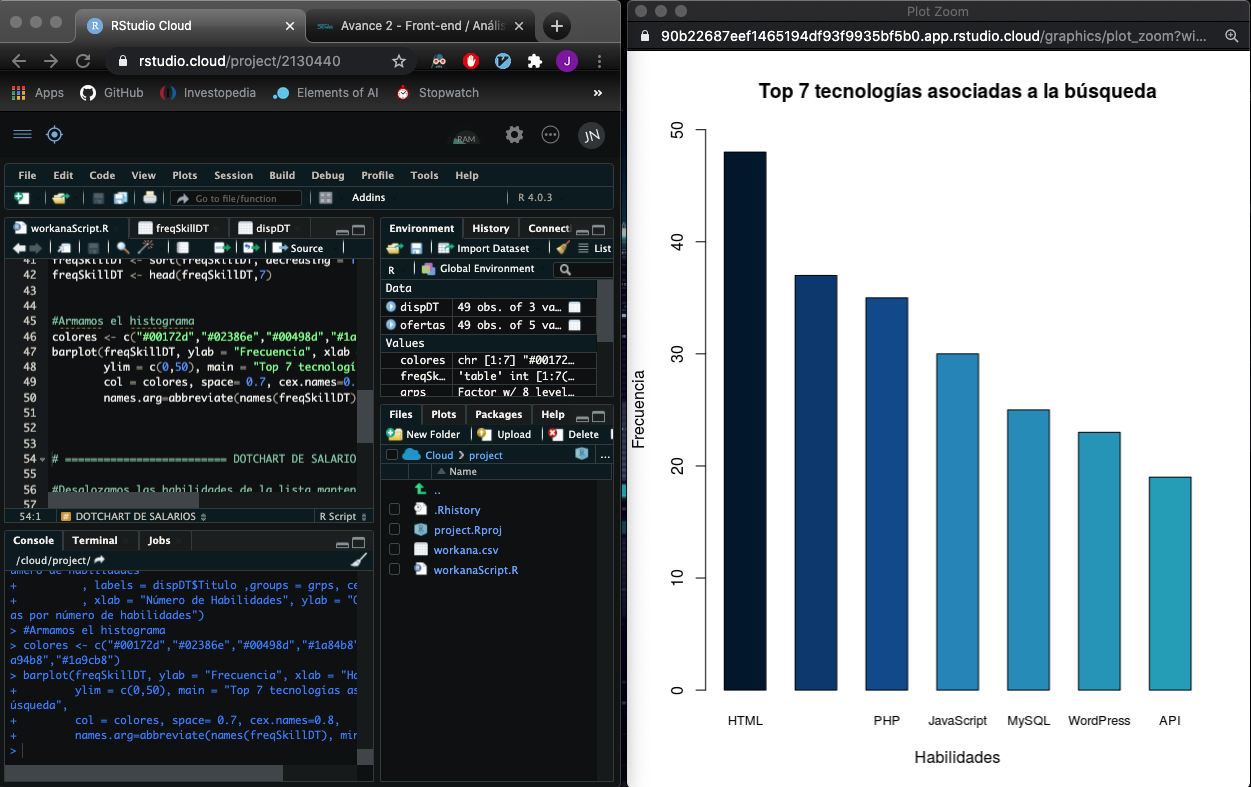 RStudio Cloud
Avance 2 - Front-end / Anális
rstudio.cloud/project/2130440
J
Apps
GitHub
Investopedia
Elements of AI
Stopwatch
»
RAM
JN
File Edit Code View Plots Session Build Debug Profile Tools Help
Go to file/function
Addins
R 4.0.3
workanaScript.R
freqSkillDT
dispDT
Source
41 freqSkillDT <- sort(freqSkillDT, decreasing =
42 freqSkillDT <- head(freqSkillDT,7)
43
44
45 #Armamos el histograma
46 colores <- c("#00172d","#02386e","#00498d","#1a
47 barplot(freqSkillDT, ylab = "Frecuencia", xlab
48 ylim = c(0,50), main = "Top 7 tecnologi
49 col = colores, space= 0.7, cex.names=0.
50 names.arg=abbreviate(names(freqSkillDT)
51
52
53
54 # ========================= DOTCHART DE SALARIO
55
56 #Desglozamos las habilidades de la lista manten
57
54:1
DOTCHART DE SALARIOS
R Script
Console Terminal Jobs
/cloud/project/
úmero de habilidades
+ , labels = dispDT$Titulo ,groups = grps, ce
+ , xlab = "Número de Habilidades", ylab = "O
as por número de habilidades")
> #Armamos el histograma
> colores <- c("#00172d","#02386e","#00498d","#1a84b8"
a94b8","#1a9cb8")
> barplot(freqSkillDT, ylab = "Frecuencia", xlab = "Ha
+ ylim = c(0,50), main = "Top 7 tecnologías as
úsqueda",
+ col = colores, space= 0.7, cex.names=0.8,
+ names.arg=abbreviate(names(freqSkillDT), min
>
Environment History Connecti
Import Dataset
List
R
Global Environment
Data
dispDT 49 obs. of 3 va…
ofertas 49 obs. of 5 va…
Values
colores chr [1:7] "#00172…
freqSk… 'table' int [1:7(…
grps Factor w/ 8 level…
Files Plots Packages Help
New Folder
Upload
Delete
Cloud
project
...
Name
..
.Rhistory
project.Rproj
workana.csv
workanaScript.R
Plot Zoom
90b22687eef1465194df93f9935bf5b0.app.rstudio.cloud/graphics/plot_zoom?wi...
Top 7 tecnologías asociadas a la búsqueda
50
40
30
20
10
0
Frecuencia
HTML PHP JavaScript MySQL WordPress API
Habilidades